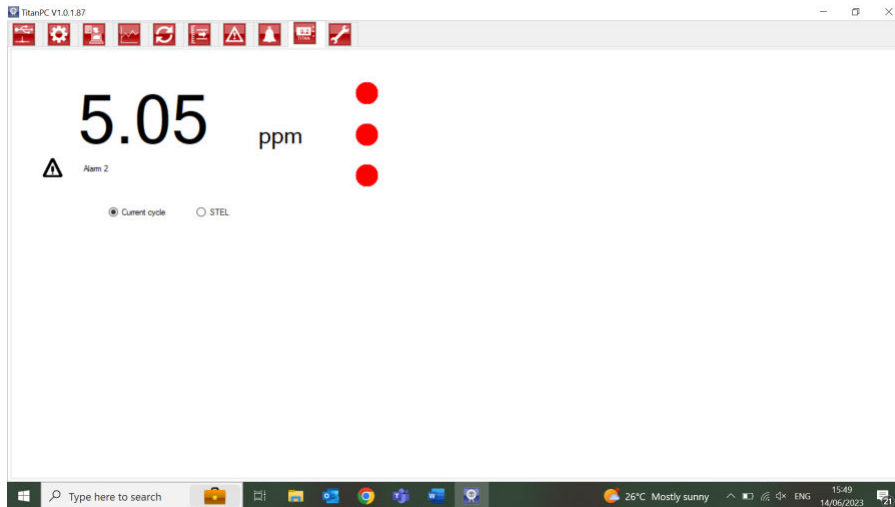 TitanPC V1.0.1.87
5.05 ppm
Alarm 2
Current cycle STEL
Type here to search
26°C Mostly sunny
ENG
15:49
14/06/2023
21